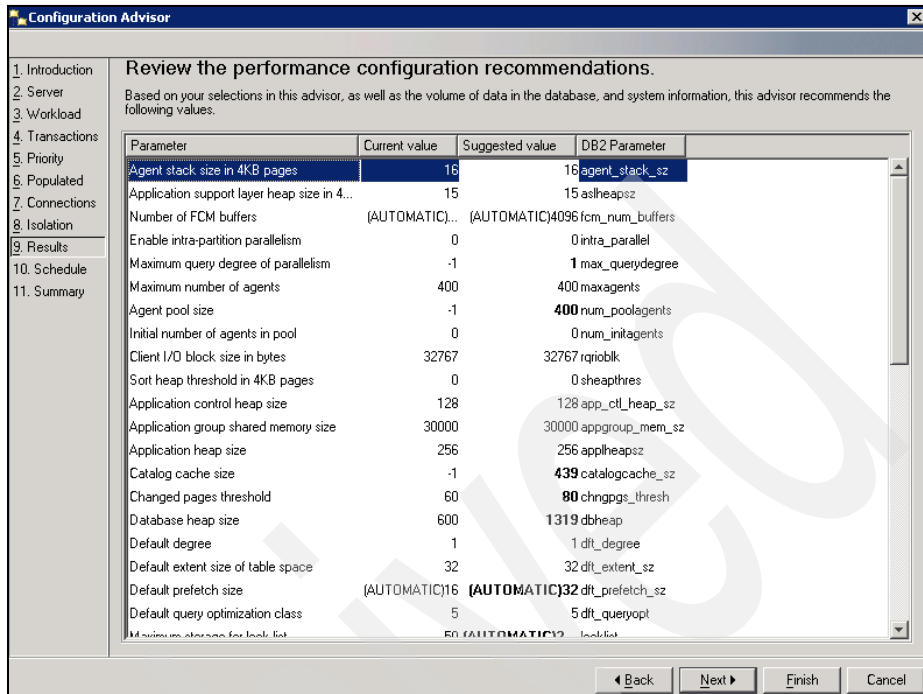 Configuration Advisor
1. Introduction
2. Server
3. Workload
4. Transactions
5. Priority
6. Populated
7. Connections
8. Isolation
9. Results
10. Schedule
11. Summary
Review the performance configuration recommendations.
Based on your selections in this advisor, as well as the volume of data in the database, and system information, this advisor recommends the
following values.
Parameter Current value Suggested value DB2 Parameter
Agent stack size in 4KB pages 16 16 agent_stack_sz
Application support layer heap size in 4... 15 15 aslheapsz
Number of FCM buffers (AUTOMATIC)... (AUTOMATIC)4096 fcm_num_buffers
Enable intra-partition parallelism 0 0 intra_parallel
Maximum query degree of parallelism -1 1 max_querydegree
Maximum number of agents 400 400 maxagents
Agent pool size -1 400 num_poolagents
Initial number of agents in pool 0 0 num_initagents
Client I/O block size in bytes 32767 32767 rqrioblk
Sort heap threshold in 4KB pages 0 0 sheapthres
Application control heap size 128 128 app_ctl_heap_sz
Application group shared memory size 30000 30000 appgroup_mem_sz
Application heap size 256 256 applheapsz
Catalog cache size -1 439 catalogcache_sz
Changed pages threshold 60 80 chngpgs_thresh
Database heap size 600 1319 dbheap
Default degree 1 1 dft_degree
Default extent size of table space 32 32 dft_extent_sz
Default prefetch size (AUTOMATIC)16 (AUTOMATIC)32 dft_prefetch_sz
Default query optimization class 5 5 dft_queryopt
Maximum storage for lock list 50 (AUTOMATIC)2... locklist
Back Next Finish Cancel